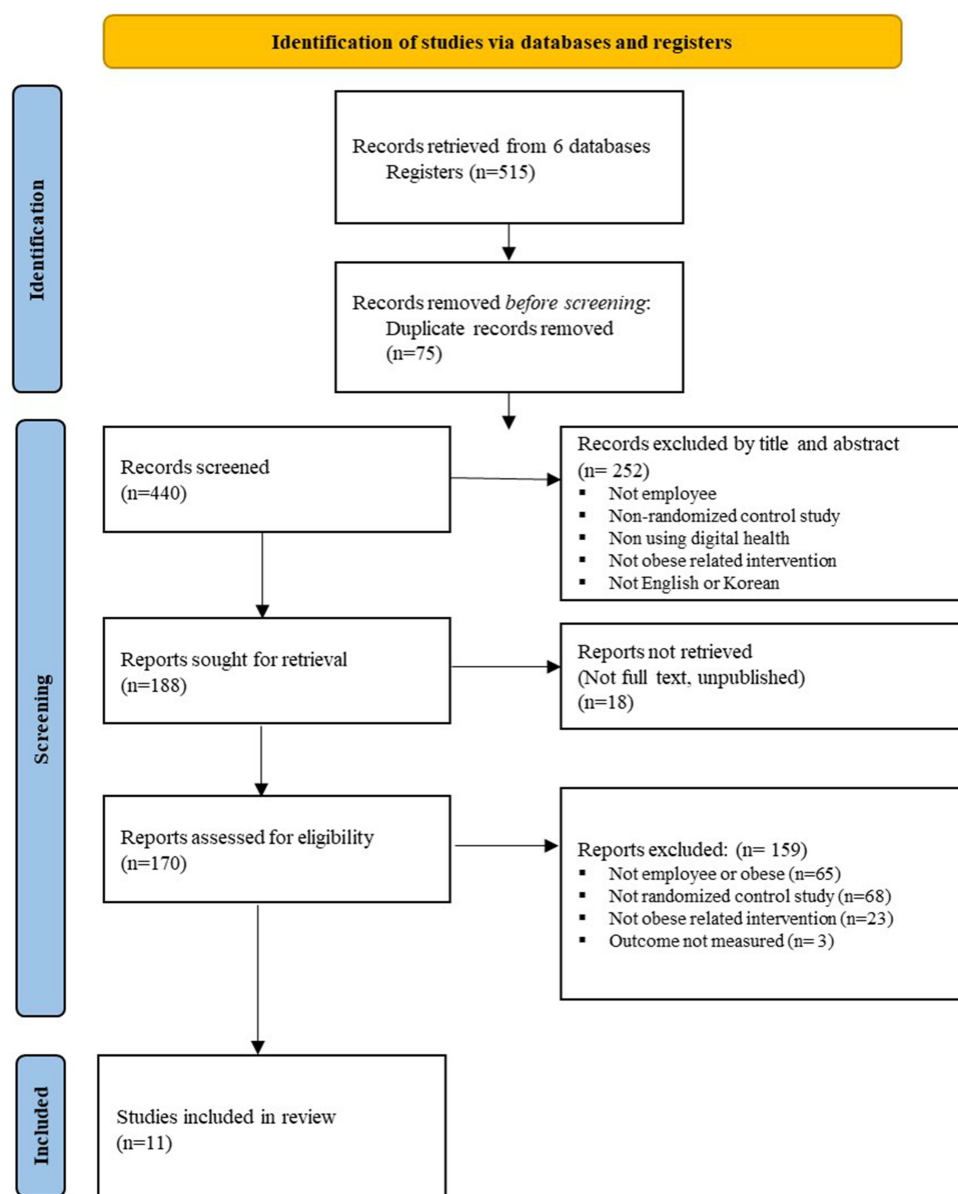 Identification of studies via databases and registers
Identification
Records retrieved from 6 databases
Registers (n=515)
Records removed before screening:
Duplicate records removed
(n=75)
Screening
Records screened
(n=440)
Records excluded by title and abstract
(n= 252)
▪ Not employee
▪ Non-randomized control study
▪ Non using digital health
▪ Not obese related intervention
▪ Not English or Korean
Reports sought for retrieval
(n=188)
Reports not retrieved
(Not full text, unpublished)
(n=18)
Reports assessed for eligibility
(n=170)
Reports excluded: (n= 159)
▪ Not employee or obese (n=65)
▪ Not randomized control study (n=68)
▪ Not obese related intervention (n=23)
▪ Outcome not measured (n= 3)
Included
Studies included in review
(n=11)